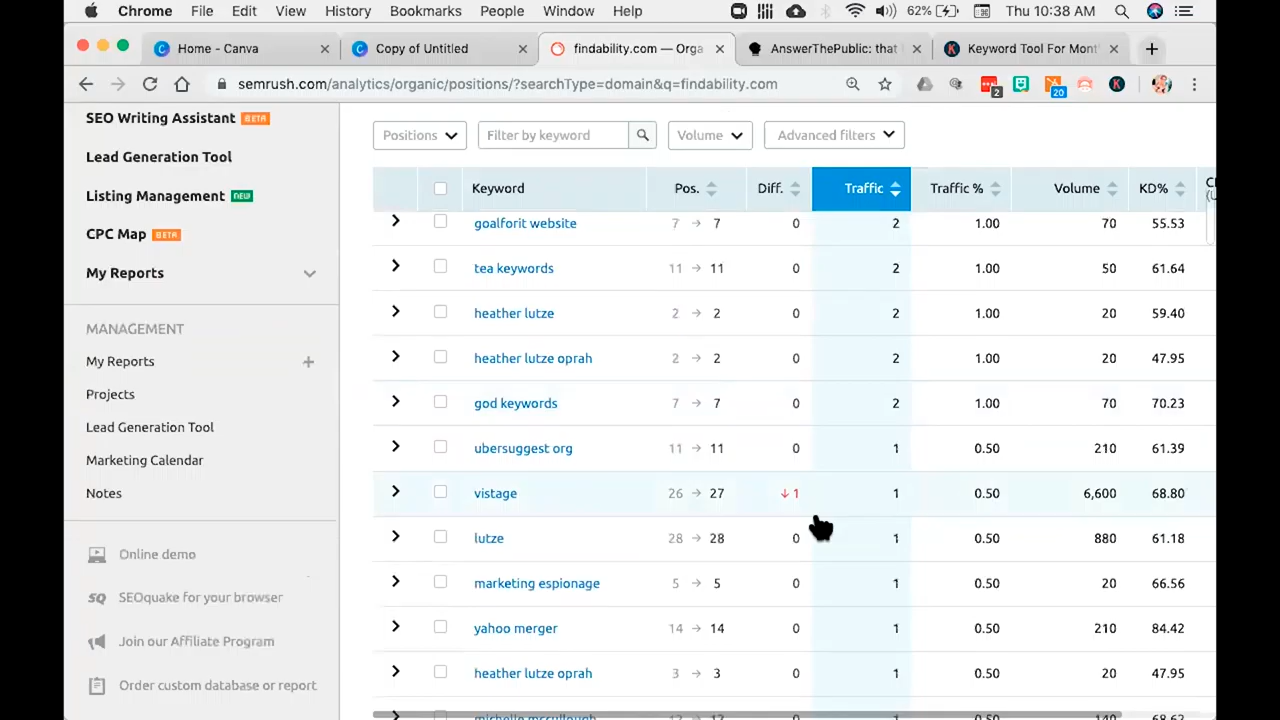 Chrome File Edit View History Bookmarks People Window Help 62% Thu 10:38 AM
Home - Canva Copy of Untitled findability.com — Orga AnswerThePublic: that Keyword Tool For Mont
semrush.com/analytics/organic/positions/?searchType=domain&q=findability.com 2 20 K
SEO Writing Assistant BETA
Lead Generation Tool
Listing Management NEW
CPC Map BETA
My Reports
MANAGEMENT
My Reports +
Projects
Lead Generation Tool
Marketing Calendar
Notes
Online demo
SEOquake for your browser
Join our Affiliate Program
Order custom database or report
Positions Filter by keyword Volume Advanced filters
Keyword Pos. Diff. Traffic Traffic % Volume KD%
goalforit website 7 → 7 0 2 1.00 70 55.53
tea keywords 11 → 11 0 2 1.00 50 61.64
heather lutze 2 → 2 0 2 1.00 20 59.40
heather lutze oprah 2 → 2 0 2 1.00 20 47.95
god keywords 7 → 7 0 2 1.00 70 70.23
ubersuggest org 11 → 11 0 1 0.50 210 61.39
vistage 26 → 27 ↓ 1 1 0.50 6,600 68.80
lutze 28 → 28 0 1 0.50 880 61.18
marketing espionage 5 → 5 0 1 0.50 20 66.56
yahoo merger 14 → 14 0 1 0.50 210 84.42
heather lutze oprah 3 → 3 0 1 0.50 20 47.95